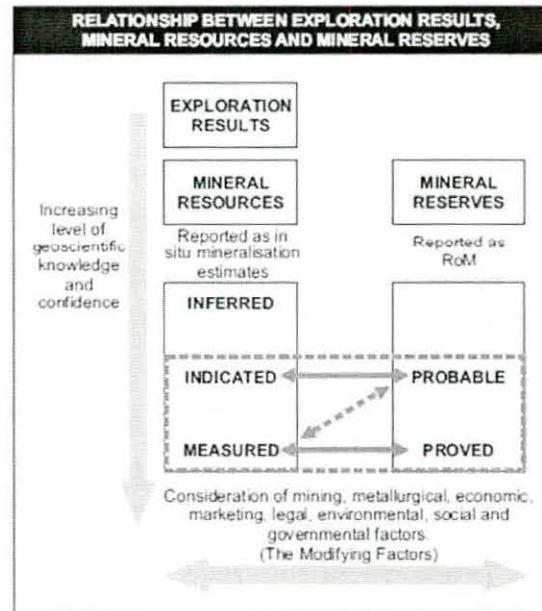 RELATIONSHIP BETWEEN EXPLORATION RESULTS,
MINERAL RESOURCES AND MINERAL RESERVES
EXPLORATION
RESULTS
MINERAL
RESOURCES
MINERAL
RESERVES
Increasing
level of
geoscientific
knowledge
and
confidence
Reported as in
situ mineralisation
estimates
Reported as
RoM
INFERRED
INDICATED
PROBABLE
MEASURED
PROVED
Consideration of mining, metallurgical, economic,
marketing, legal, environmental, social and
governmental factors.
(The Modifying Factors)